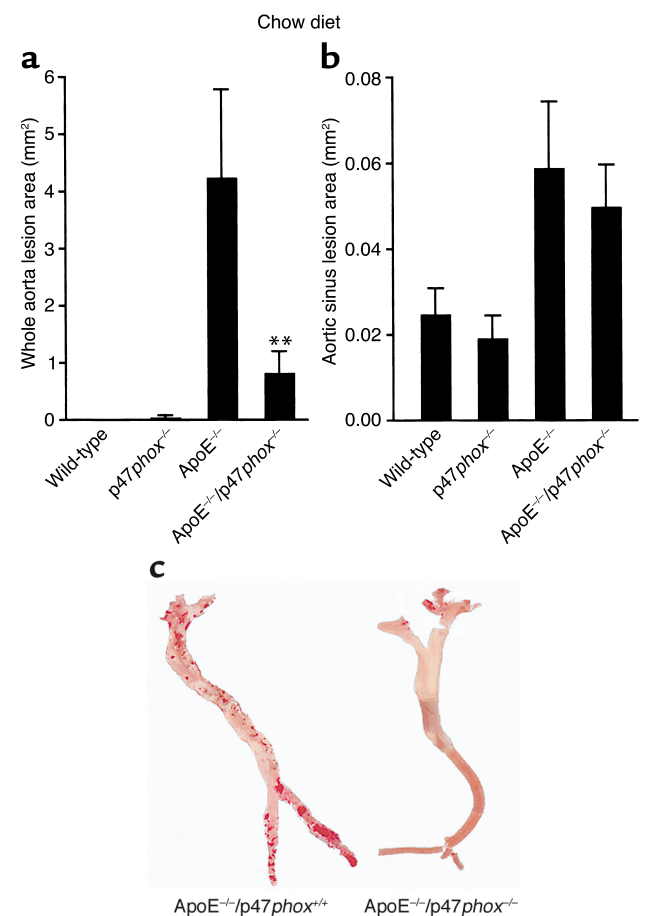 Chow diet
a
Whole aorta lesion area (mm²)
6
5
4
3
2
1
0
**
Wild-type
p47phox⁻/⁻
ApoE⁻/⁻
ApoE⁻/⁻/p47phox⁻/⁻
b
Aortic sinus lesion area (mm²)
0.08
0.06
0.04
0.02
0.00
Wild-type
p47phox⁻/⁻
ApoE⁻/⁻
ApoE⁻/⁻/p47phox⁻/⁻
c
ApoE⁻/⁻/p47phox⁺/⁺
ApoE⁻/⁻/p47phox⁻/⁻